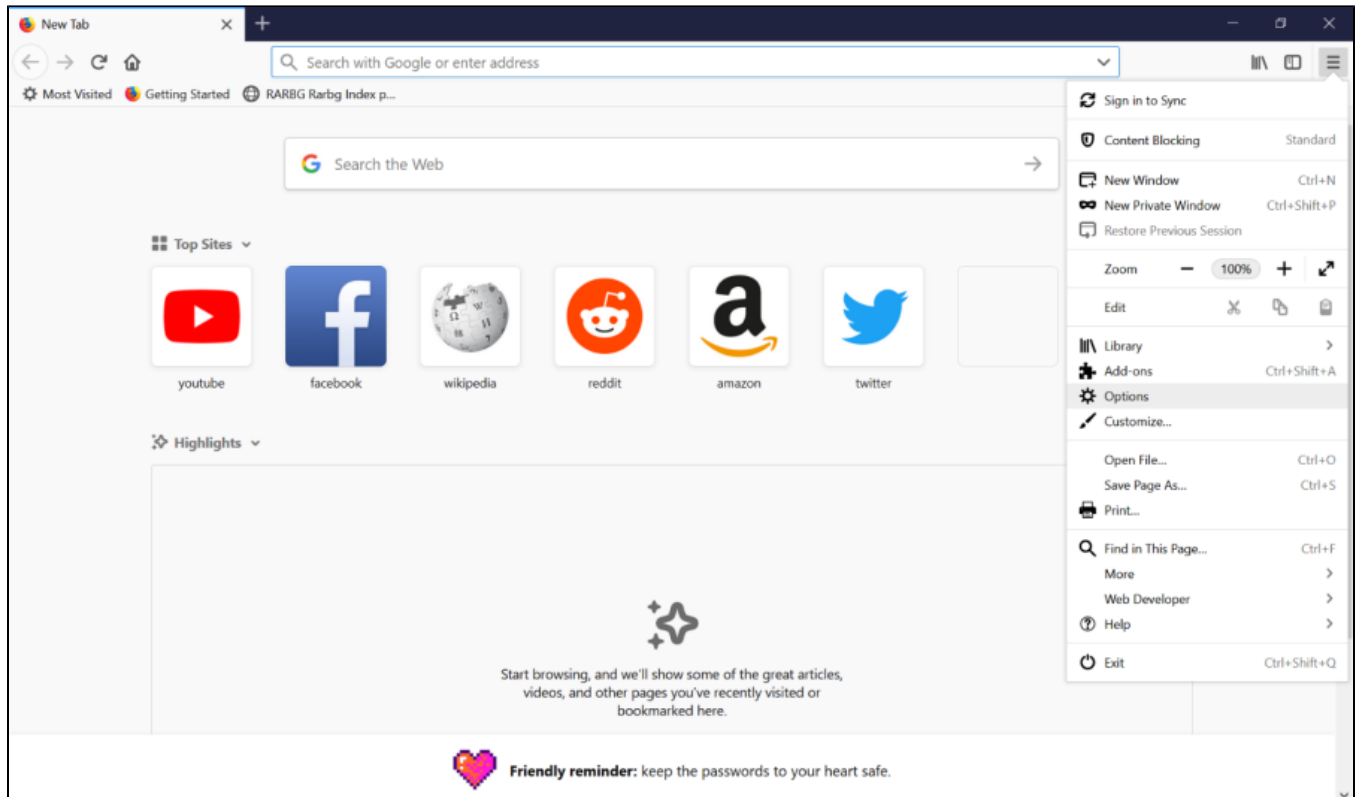 New Tab
Search with Google or enter address
Most Visited Getting Started RARBG Rarbg Index p...
Sign in to Sync
Content Blocking Standard
Search the Web
New Window Ctrl+N
New Private Window Ctrl+Shift+P
Restore Previous Session
Top Sites
Zoom 100%
Edit
Library
Add-ons Ctrl+Shift+A
Options
Customize...
youtube facebook wikipedia reddit amazon twitter
Highlights
Open File... Ctrl+O
Save Page As... Ctrl+S
Print...
Find in This Page... Ctrl+F
More
Web Developer
Help
Exit Ctrl+Shift+Q
Start browsing, and we'll show some of the great articles,
videos, and other pages you've recently visited or
bookmarked here.
Friendly reminder: keep the passwords to your heart safe.